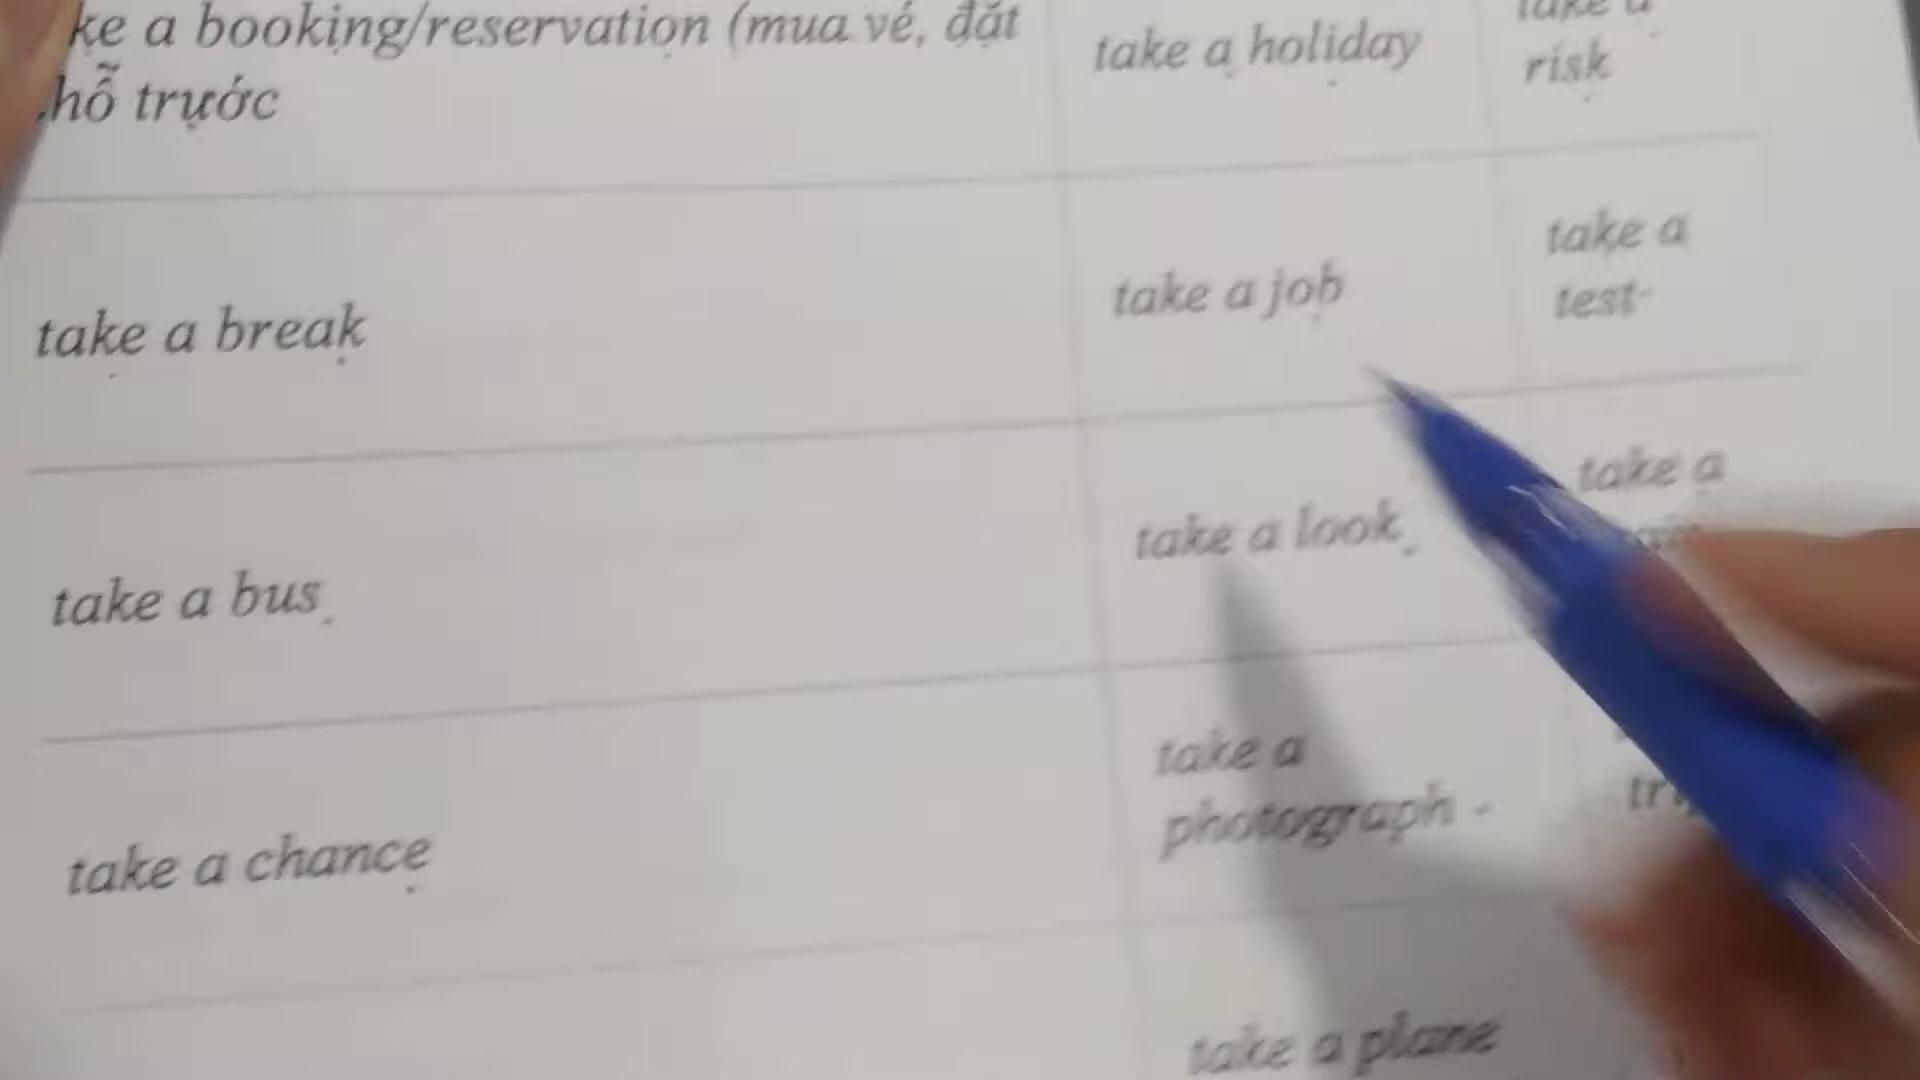 ke a booking/reservation (mua vé, đặt
hỗ trước
take a holiday
take a
risk
take a break
take a job
take a
test
take a bus
take a look
take a
take a chance
take a
photograph
take a plane